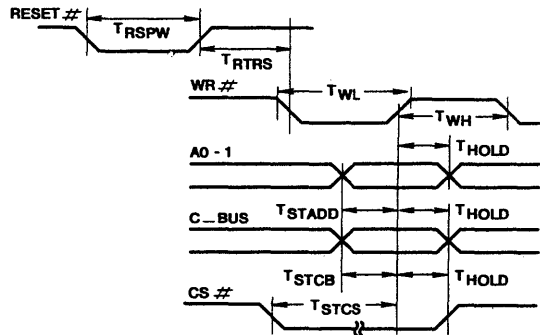 RESET#
TRSPW
TRTRS
WR#
TWL
TWH
THOLD
A0-1
TSTADD
THOLD
C_BUS
TSTCB
THOLD
CS#
TSTCS